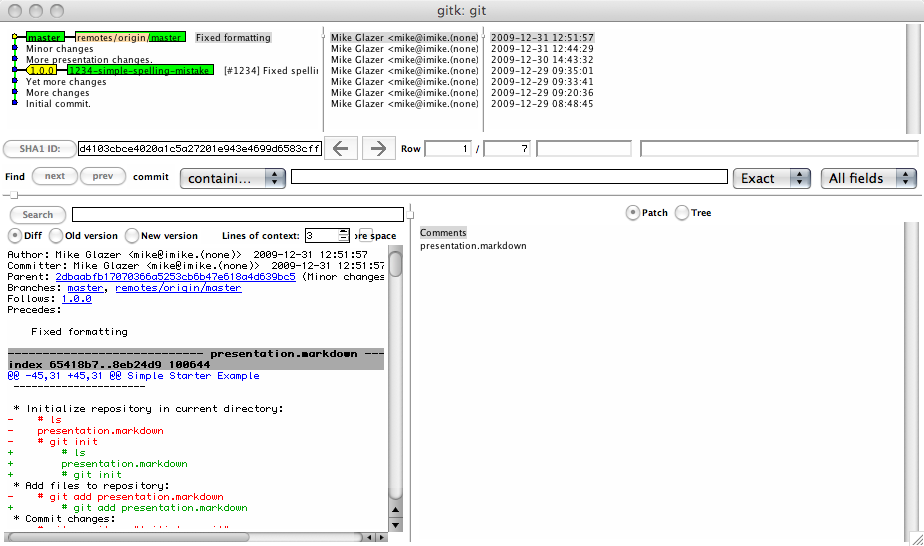 gitk: git
master remotes/origin/master Fixed formatting Mike Glazer <mike@imike.(none)> 2009-12-31 12:51:57
Minor changes Mike Glazer <mike@imike.(none)> 2009-12-31 12:44:29
More presentation changes. Mike Glazer <mike@imike.(none)> 2009-12-30 14:43:32
1.0.0 1234-simple-spelling-mistake [#1234] Fixed spellin Mike Glazer <mike@imike.(none)> 2009-12-29 09:35:01
Yet more changes Mike Glazer <mike@imike.(none)> 2009-12-29 09:33:41
More changes Mike Glazer <mike@imike.(none)> 2009-12-29 09:20:36
Initial commit. Mike Glazer <mike@imike.(none)> 2009-12-29 08:48:45
SHA1 ID: d4103cbce4020a1c5a27201e943e4699d6583cff Row 1 / 7
Find next prev commit containi... Exact All fields
Search
Patch Tree
Diff Old version New version Lines of context: 3 ore space
Comments
presentation.markdown
Author: Mike Glazer <mike@imike.(none)> 2009-12-31 12:51:57
Committer: Mike Glazer <mike@imike.(none)> 2009-12-31 12:51:57
Parent: 2dbaabfb17070366a5253cb6b47e618a4d639bc5 (Minor changes
Branches: master, remotes/origin/master
Follows: 1.0.0
Precedes:
Fixed formatting
---------------------------- presentation.markdown ---
index 65418b7..8eb24d9 100644
@@ -45,31 +45,31 @@ Simple Starter Example
----------------------
* Initialize repository in current directory:
- # ls
- presentation.markdown
- # git init
+ # ls
+ presentation.markdown
+ # git init
* Add files to repository:
- # git add presentation.markdown
+ # git add presentation.markdown
* Commit changes: